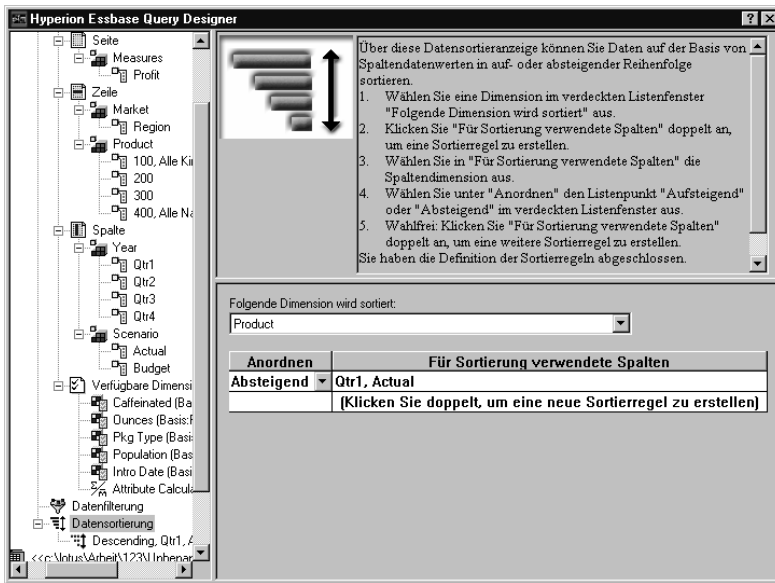 Hyperion Essbase Query Designer
Seite
Measures
Profit
Zeile
Market
Region
Product
100, Alle Ki
200
300
400, Alle Na
Spalte
Year
Qtr1
Qtr2
Qtr3
Qtr4
Scenario
Actual
Budget
Verfügbare Dimensi
Caffeinated (Ba
Ounces (Basis:F
Pkg Type (Basi
Population (Bas
Intro Date (Basi
Attribute Calcula
Datenfilterung
Datensortierung
Descending, Qtr1, A
<<c:\lotus\Arbeit\123\Unbenar
Über diese Datensortieranzeige können Sie Daten auf der Basis von
Spaltendatenwerten in auf- oder absteigender Reihenfolge
sortieren.
1. Wählen Sie eine Dimension im verdeckten Listenfenster
"Folgende Dimension wird sortiert" aus.
2. Klicken Sie "Für Sortierung verwendete Spalten" doppelt an,
um eine Sortierregel zu erstellen.
3. Wählen Sie in "Für Sortierung verwendete Spalten" die
Spaltendimension aus.
4. Wählen Sie unter "Anordnen" den Listenpunkt "Aufsteigend"
oder "Absteigend" im verdeckten Listenfenster aus.
5. Wahlfrei: Klicken Sie "Für Sortierung verwendete Spalten"
doppelt an, um eine weitere Sortierregel zu erstellen.
Sie haben die Definition der Sortierregeln abgeschlossen.
Folgende Dimension wird sortiert:
Product
Anordnen Für Sortierung verwendete Spalten
Absteigend Qtr1, Actual
(Klicken Sie doppelt, um eine neue Sortierregel zu erstellen)